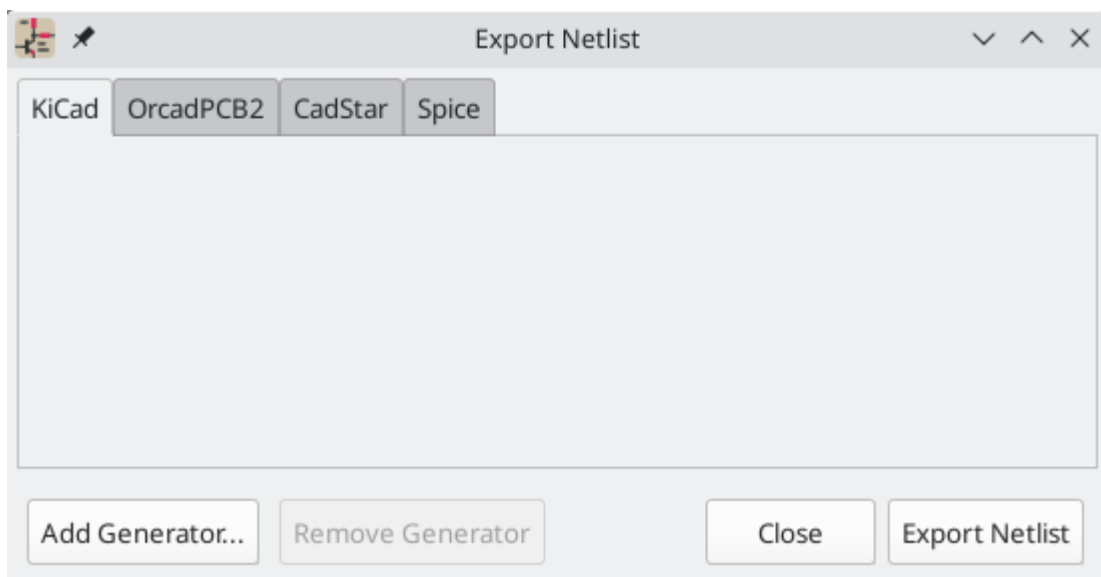 Export Netlist
KiCad OrcadPCB2 CadStar Spice
Add Generator... Remove Generator Close Export Netlist